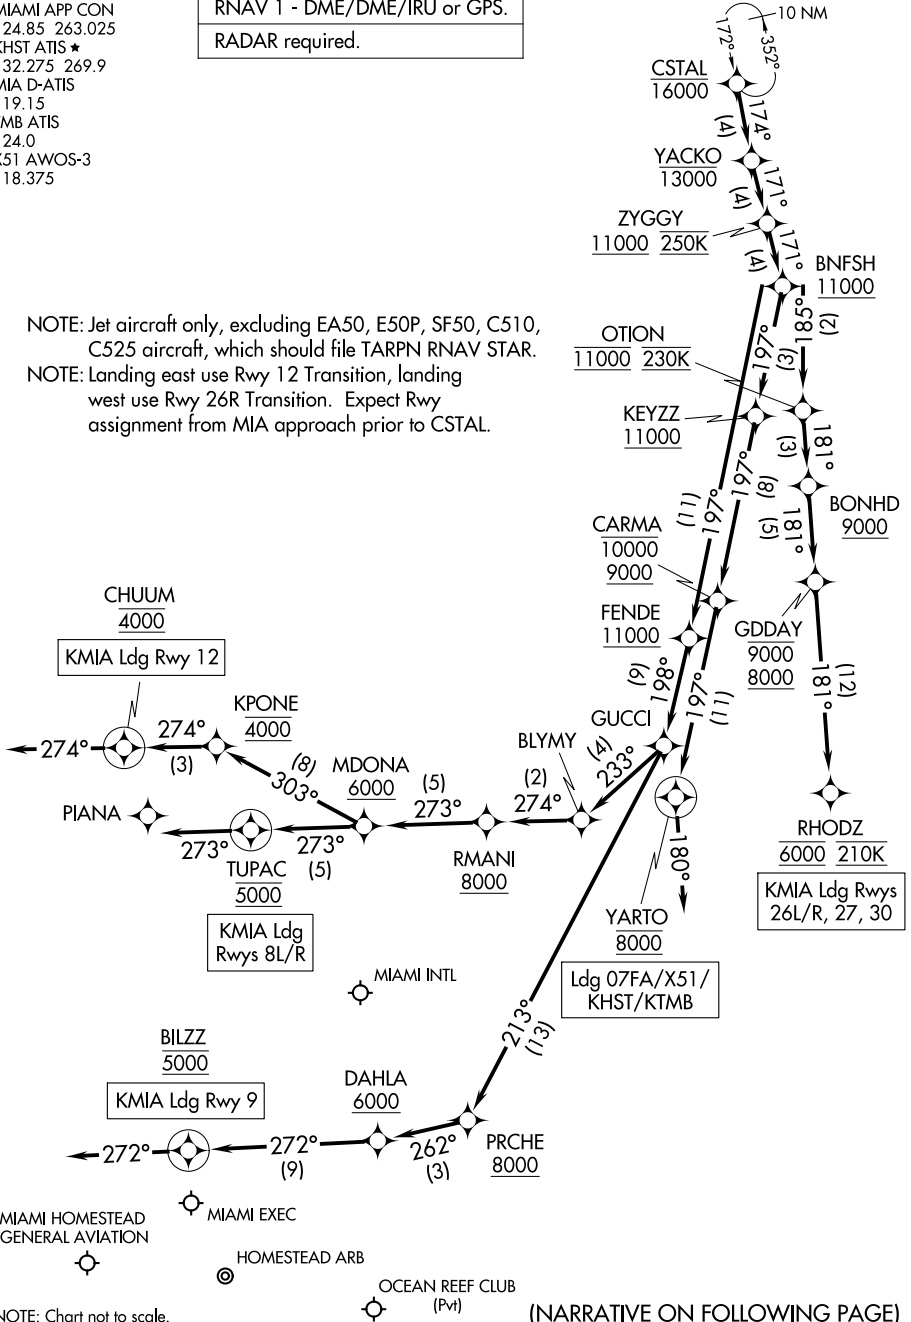 MIAMI APP CON
24.85 263.025
HST ATIS ★
32.275 269.9
MIA D-ATIS
19.15
MB ATIS
24.0
X51 AWOS-3
18.375
RNAV 1 - DME/DME/IRU or GPS.
RADAR required.
10 NM
172°
352°
CSTAL
16000
174°
(4)
YACKO
13000
171°
(4)
ZYGGY
11000 250K
171°
(4)
BNFSH
11000
NOTE: Jet aircraft only, excluding EA50, E50P, SF50, C510,
C525 aircraft, which should file TARPN RNAV STAR.
NOTE: Landing east use Rwy 12 Transition, landing
west use Rwy 26R Transition. Expect Rwy
assignment from MIA approach prior to CSTAL.
185°
(2)
197°
(3)
OTION
11000 230K
KEYZZ
11000
181°
(3)
197°
(8)
197°
(11)
BONHD
9000
181°
(5)
CARMA
10000
9000
FENDE
11000
GDDAY
9000
8000
181°
(12)
198°
(9)
197°
(11)
CHUUM
4000
KMIA Ldg Rwy 12
KPONE
4000
GUCCI
BLYMY
(4)
233°
274°
274°
(3)
(8)
303°
MDONA
6000
(5)
273°
(2)
274°
PIANA
273°
TUPAC
5000
273°
(5)
RMANI
8000
KMIA Ldg
Rwys 8L/R
180°
YARTO
8000
Ldg 07FA/X51/
KHST/KTMB
RHODZ
6000 210K
KMIA Ldg Rwys
26L/R, 27, 30
MIAMI INTL
213°
(13)
BILZZ
5000
KMIA Ldg Rwy 9
DAHLA
6000
272°
272°
(9)
262°
(3)
PRCHE
8000
MIAMI EXEC
MIAMI HOMESTEAD
GENERAL AVIATION
HOMESTEAD ARB
OCEAN REEF CLUB
(Pvt)
NOTE: Chart not to scale.
(NARRATIVE ON FOLLOWING PAGE)